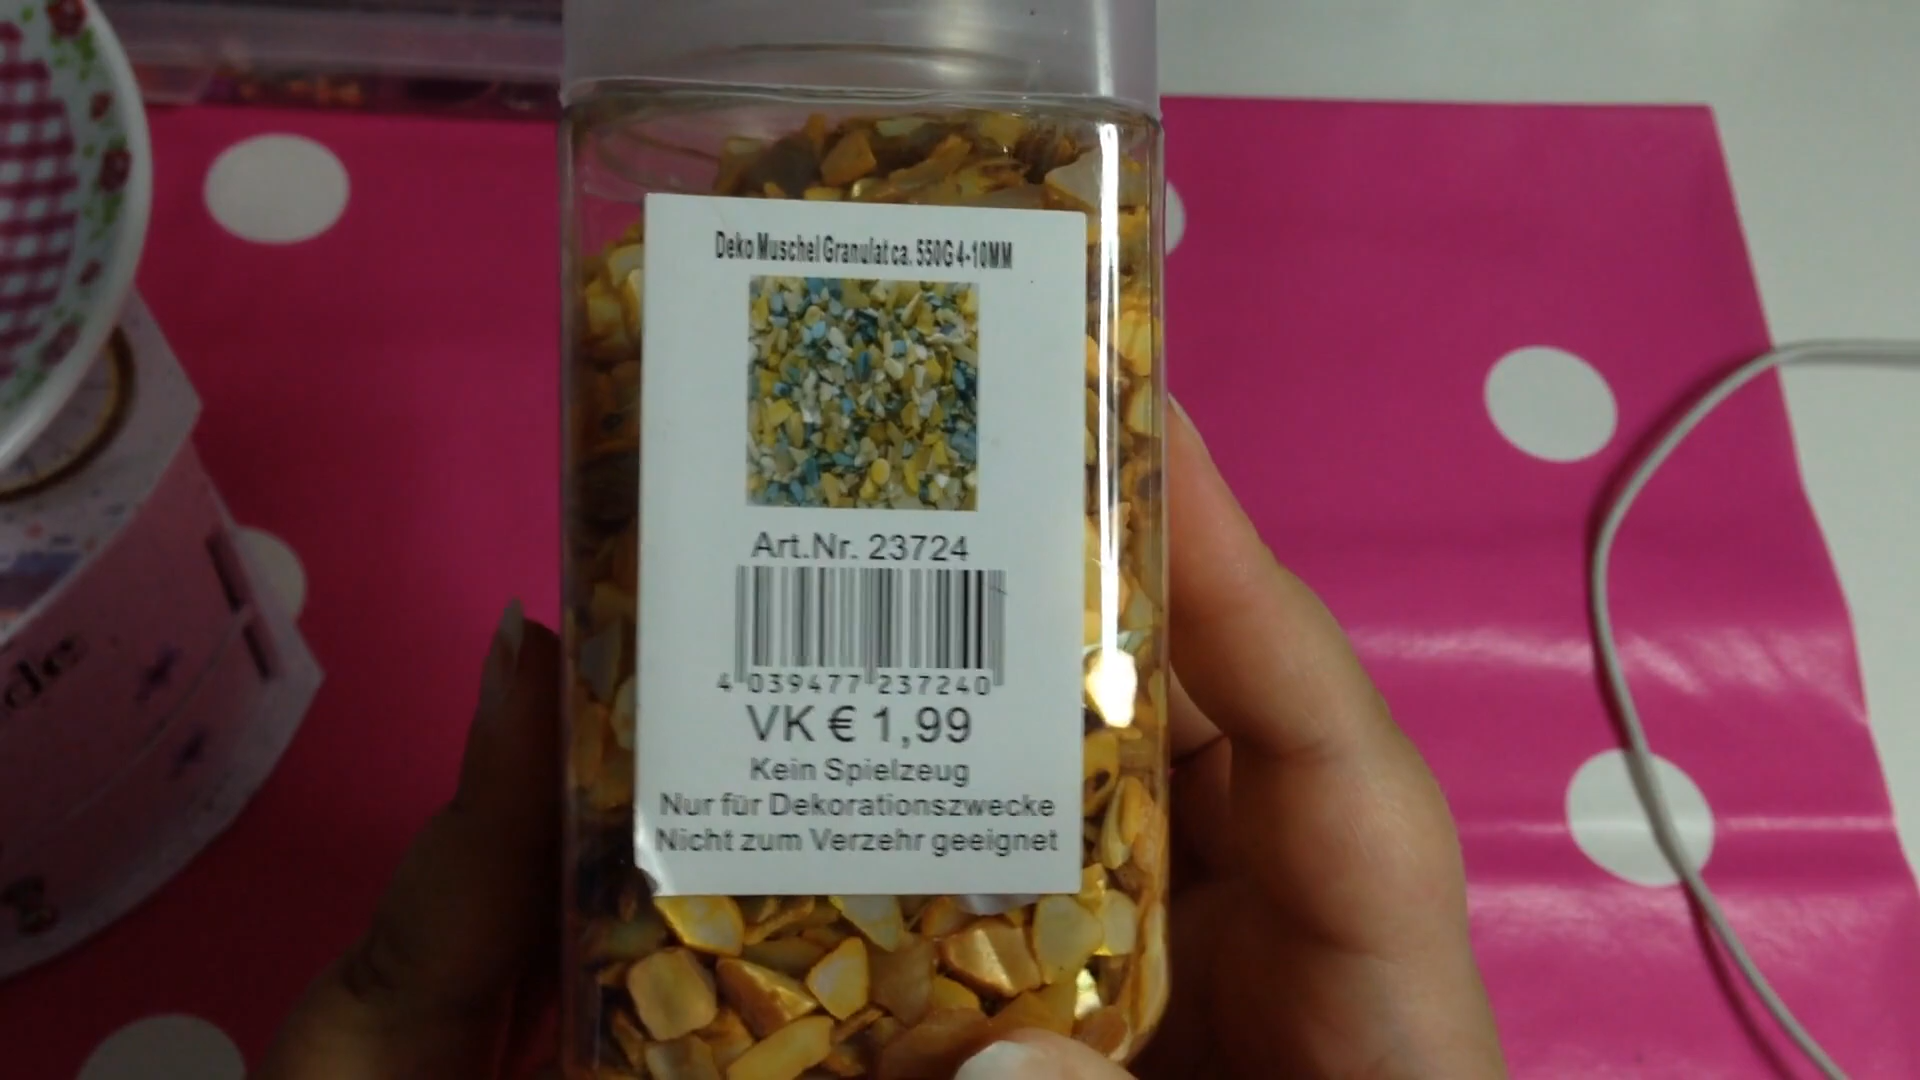 Deko Muschel Granulat ca. 550G 4-10MM
Art.Nr. 23724
4 039477 237240
VK € 1,99
Kein Spielzeug
Nur für Dekorationszwecke
Nicht zum Verzehr geeignet